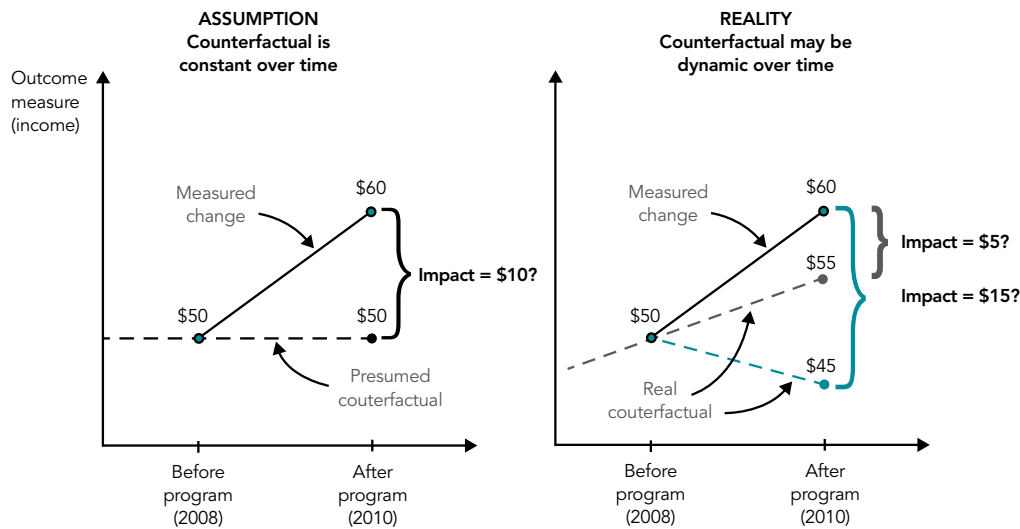 ASSUMPTION
Counterfactual is
constant over time
Outcome
measure
(income)
Measured
change
$60
Impact = $10?
$50
$50
Presumed
couterfactual
Before
program
(2008)
After
program
(2010)
REALITY
Counterfactual may be
dynamic over time
Measured
change
$60
Impact = $5?
$55
Impact = $15?
$50
$45
Real
couterfactual
Before
program
(2008)
After
program
(2010)